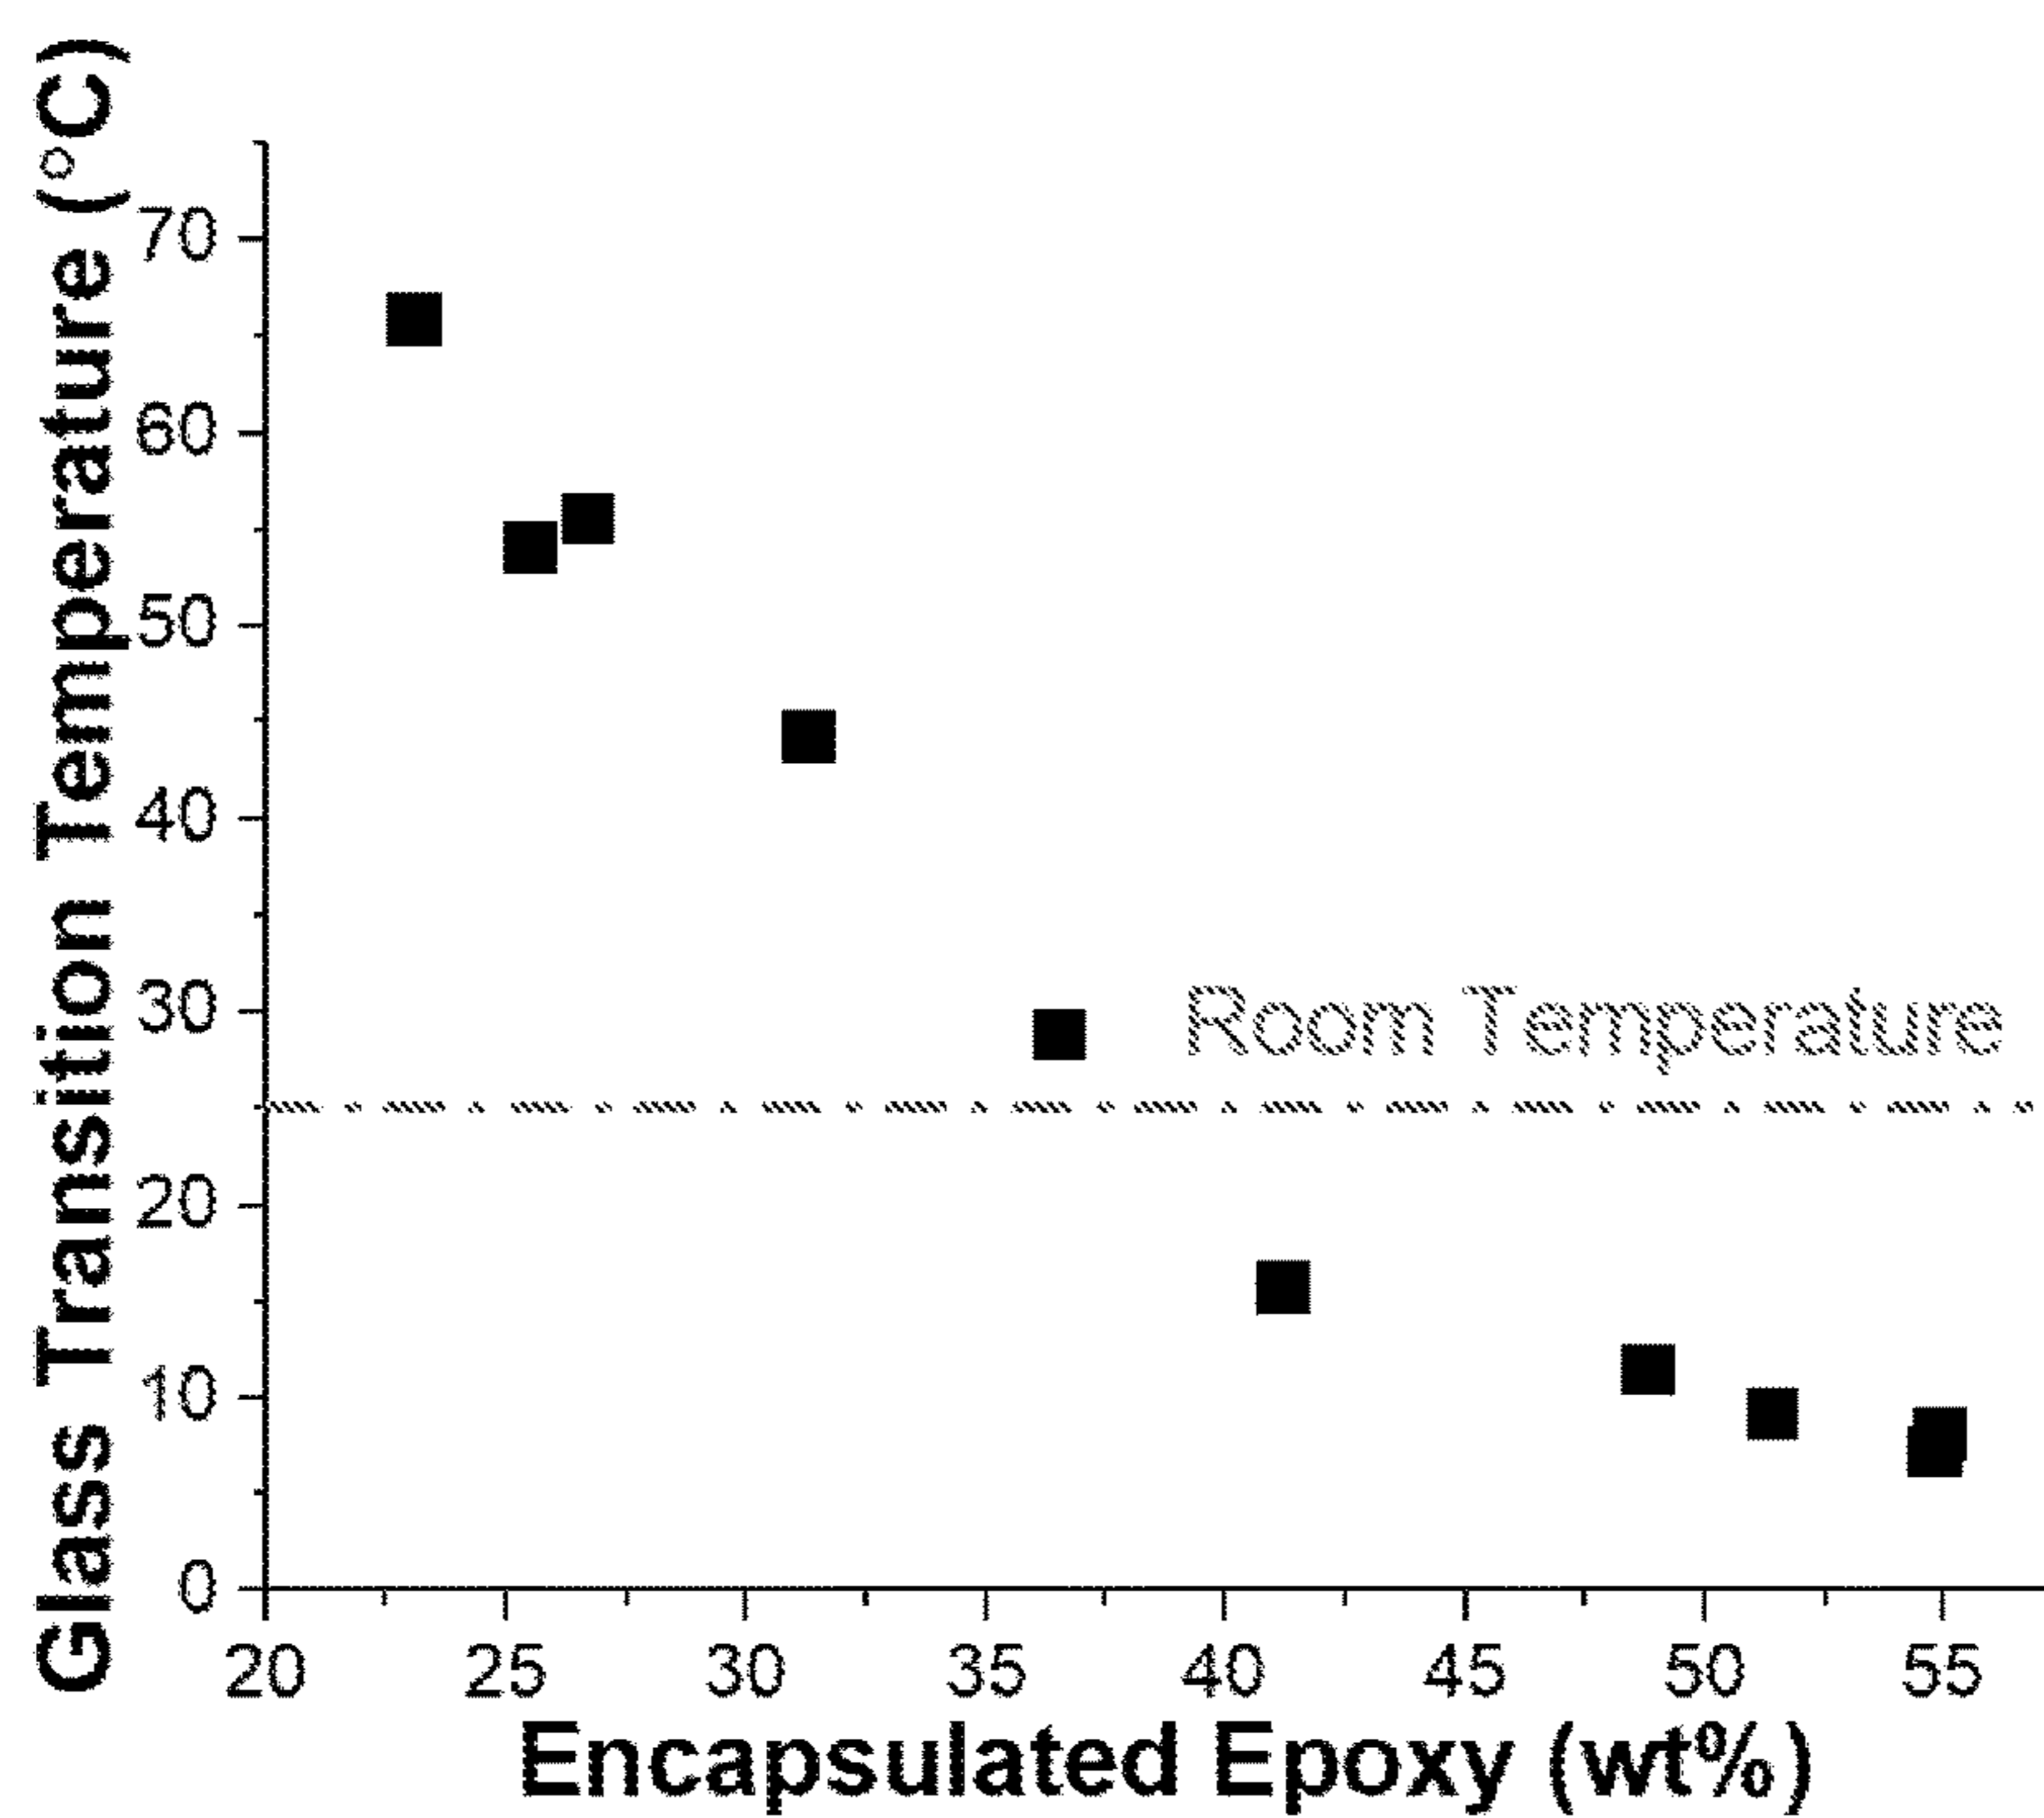 Glass Transition Temperature (°C)
70
60
50
40
30
20
10
0
Room Temperature
20 25 30 35 40 45 50 55
Encapsulated Epoxy (wt%)